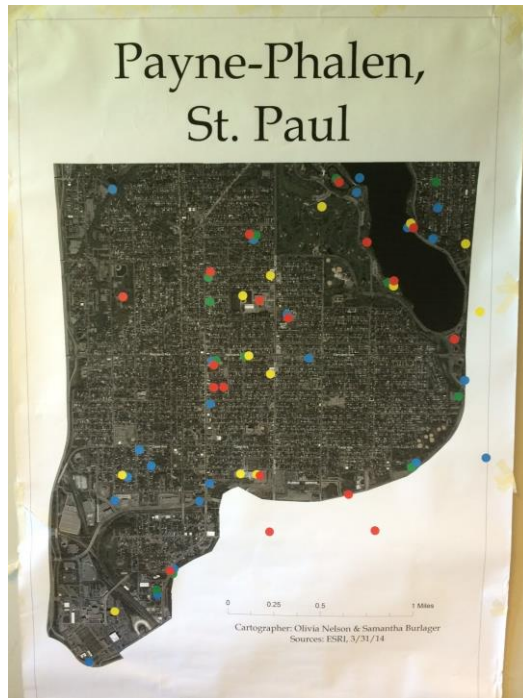 Payne-Phalen,
St. Paul
0 0.25 0.5 1 Miles
Cartographer: Olivia Nelson & Samantha Burlager
Sources: ESRI, 3/31/14